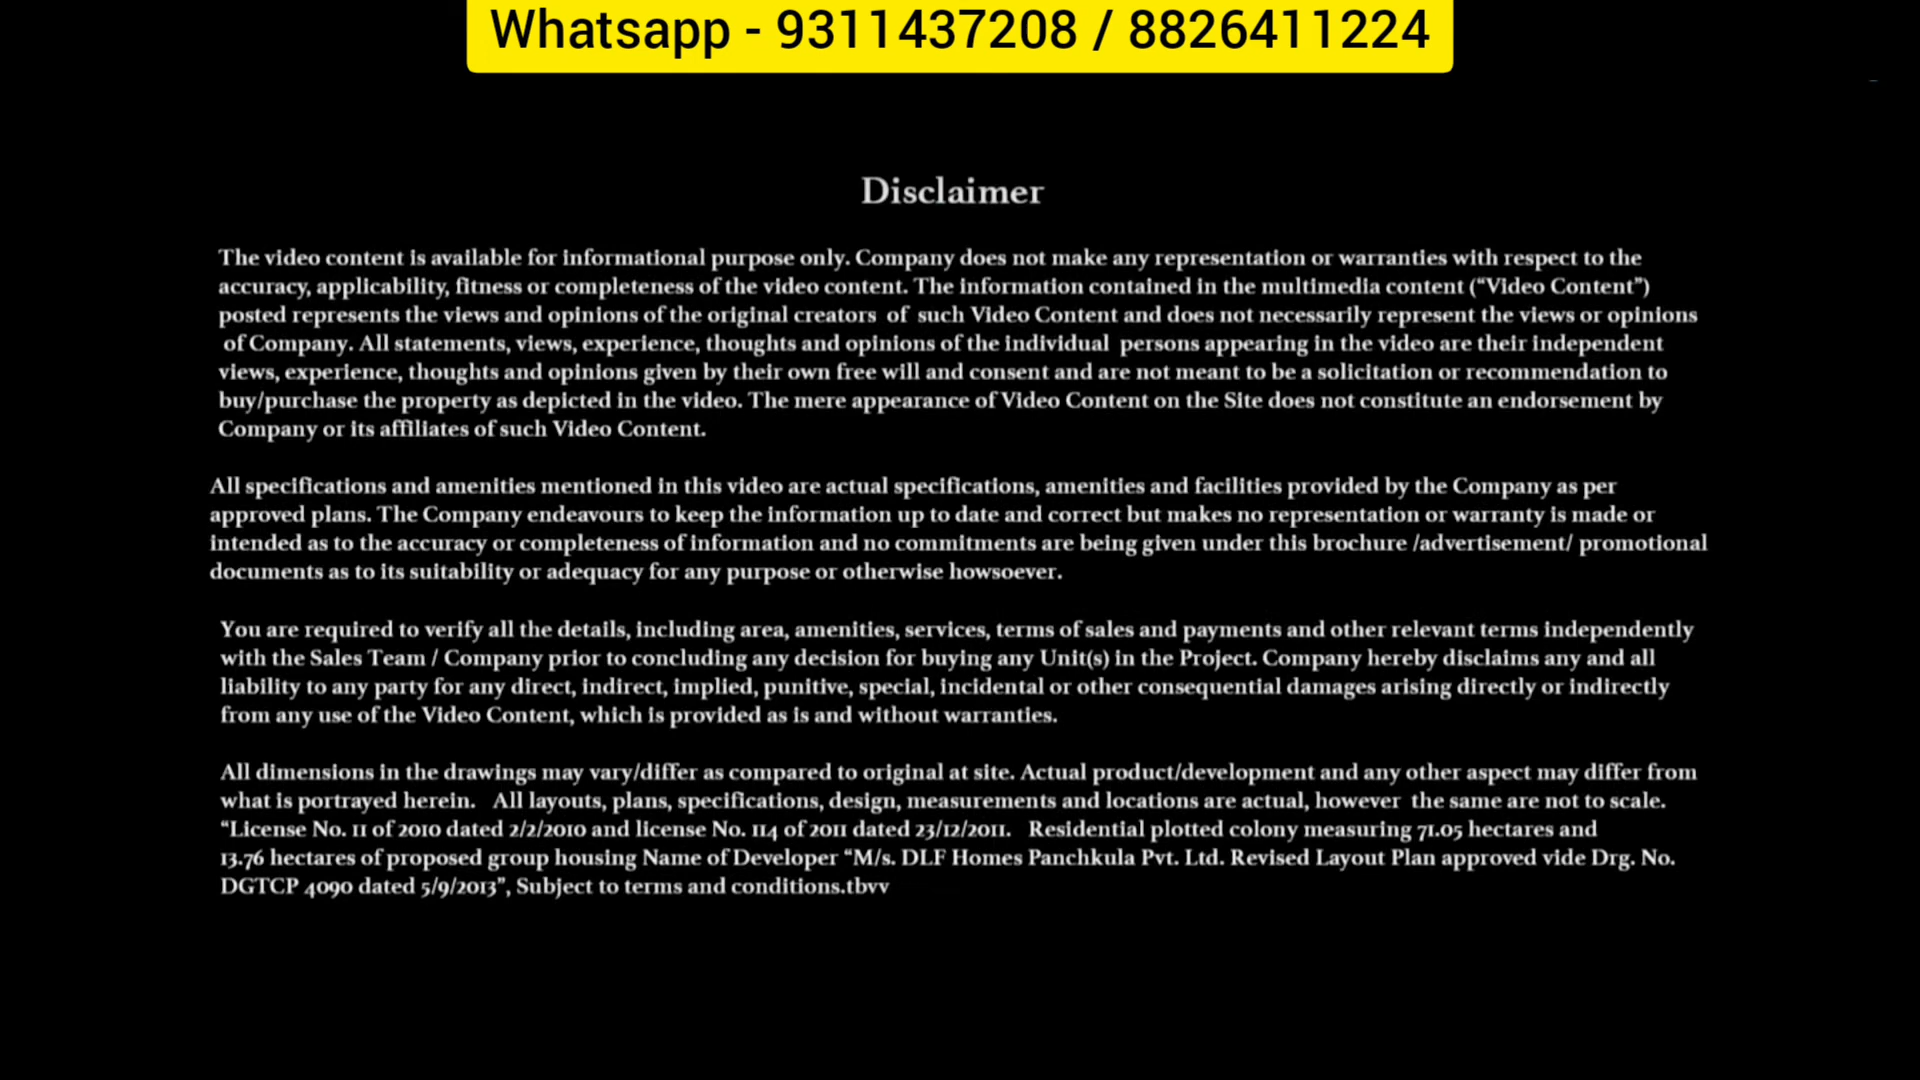 Whatsapp - 9311437208 / 8826411224
Disclaimer
The video content is available for informational purpose only. Company does not make any representation or warranties with respect to the
accuracy, applicability, fitness or completeness of the video content. The information contained in the multimedia content (“Video Content”)
posted represents the views and opinions of the original creators of such Video Content and does not necessarily represent the views or opinions
of Company. All statements, views, experience, thoughts and opinions of the individual persons appearing in the video are their independent
views, experience, thoughts and opinions given by their own free will and consent and are not meant to be a solicitation or recommendation to
buy/purchase the property as depicted in the video. The mere appearance of Video Content on the Site does not constitute an endorsement by
Company or its affiliates of such Video Content.
All specifications and amenities mentioned in this video are actual specifications, amenities and facilities provided by the Company as per
approved plans. The Company endeavours to keep the information up to date and correct but makes no representation or warranty is made or
intended as to the accuracy or completeness of information and no commitments are being given under this brochure /advertisement/ promotional
documents as to its suitability or adequacy for any purpose or otherwise howsoever.
You are required to verify all the details, including area, amenities, services, terms of sales and payments and other relevant terms independently
with the Sales Team / Company prior to concluding any decision for buying any Unit(s) in the Project. Company hereby disclaims any and all
liability to any party for any direct, indirect, implied, punitive, special, incidental or other consequential damages arising directly or indirectly
from any use of the Video Content, which is provided as is and without warranties.
All dimensions in the drawings may vary/differ as compared to original at site. Actual product/development and any other aspect may differ from
what is portrayed herein. All layouts, plans, specifications, design, measurements and locations are actual, however the same are not to scale.
“License No. 11 of 2010 dated 2/2/2010 and license No. 114 of 2011 dated 23/12/2011. Residential plotted colony measuring 71.05 hectares and
13.76 hectares of proposed group housing Name of Developer “M/s. DLF Homes Panchkula Pvt. Ltd. Revised Layout Plan approved vide Drg. No.
DGTCP 4090 dated 5/9/2013”, Subject to terms and conditions.tbvv